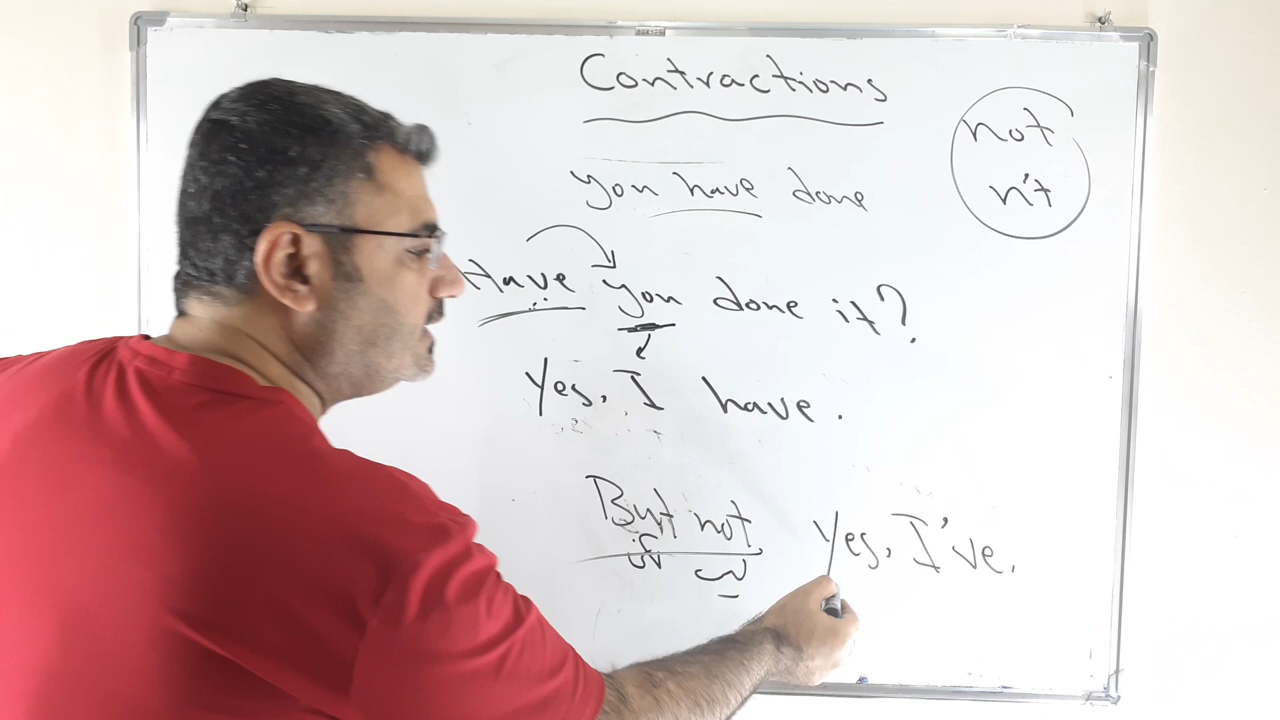 Contractions
not
n't
you have done
Have you done it?
Yes, I have.
But not Yes, I've.